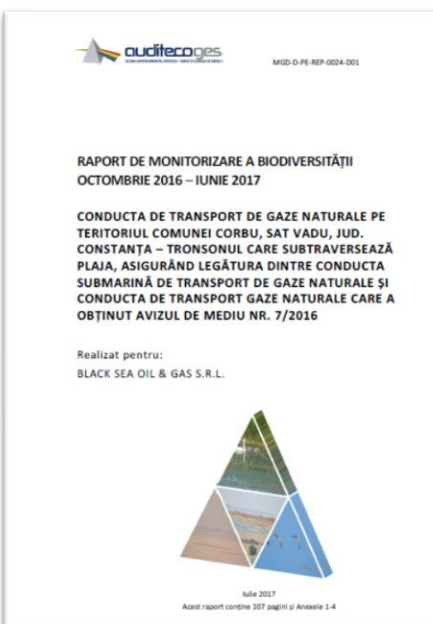 auditecoges
MGD-D-PE-REP-0024-D01
RAPORT DE MONITORIZARE A BIODIVERSITĂȚII
OCTOMBRIE 2016 – IUNIE 2017
CONDUCTA DE TRANSPORT DE GAZE NATURALE PE
TERITORIUL COMUNEI CORBU, SAT VADU, JUD.
CONSTANȚA – TRONSONUL CARE SUBTRAVERSEAZĂ
PLAJA, ASIGURÂND LEGĂTURA DINTRE CONDUCTA
SUBMARINĂ DE TRANSPORT DE GAZE NATURALE ȘI
CONDUCTA DE TRANSPORT GAZE NATURALE CARE A
OBȚINUT AVIZUL DE MEDIU NR. 7/2016
Realizat pentru:
BLACK SEA OIL & GAS S.R.L.
Iulie 2017
Acest raport conține 107 pagini și Anexele 1-4